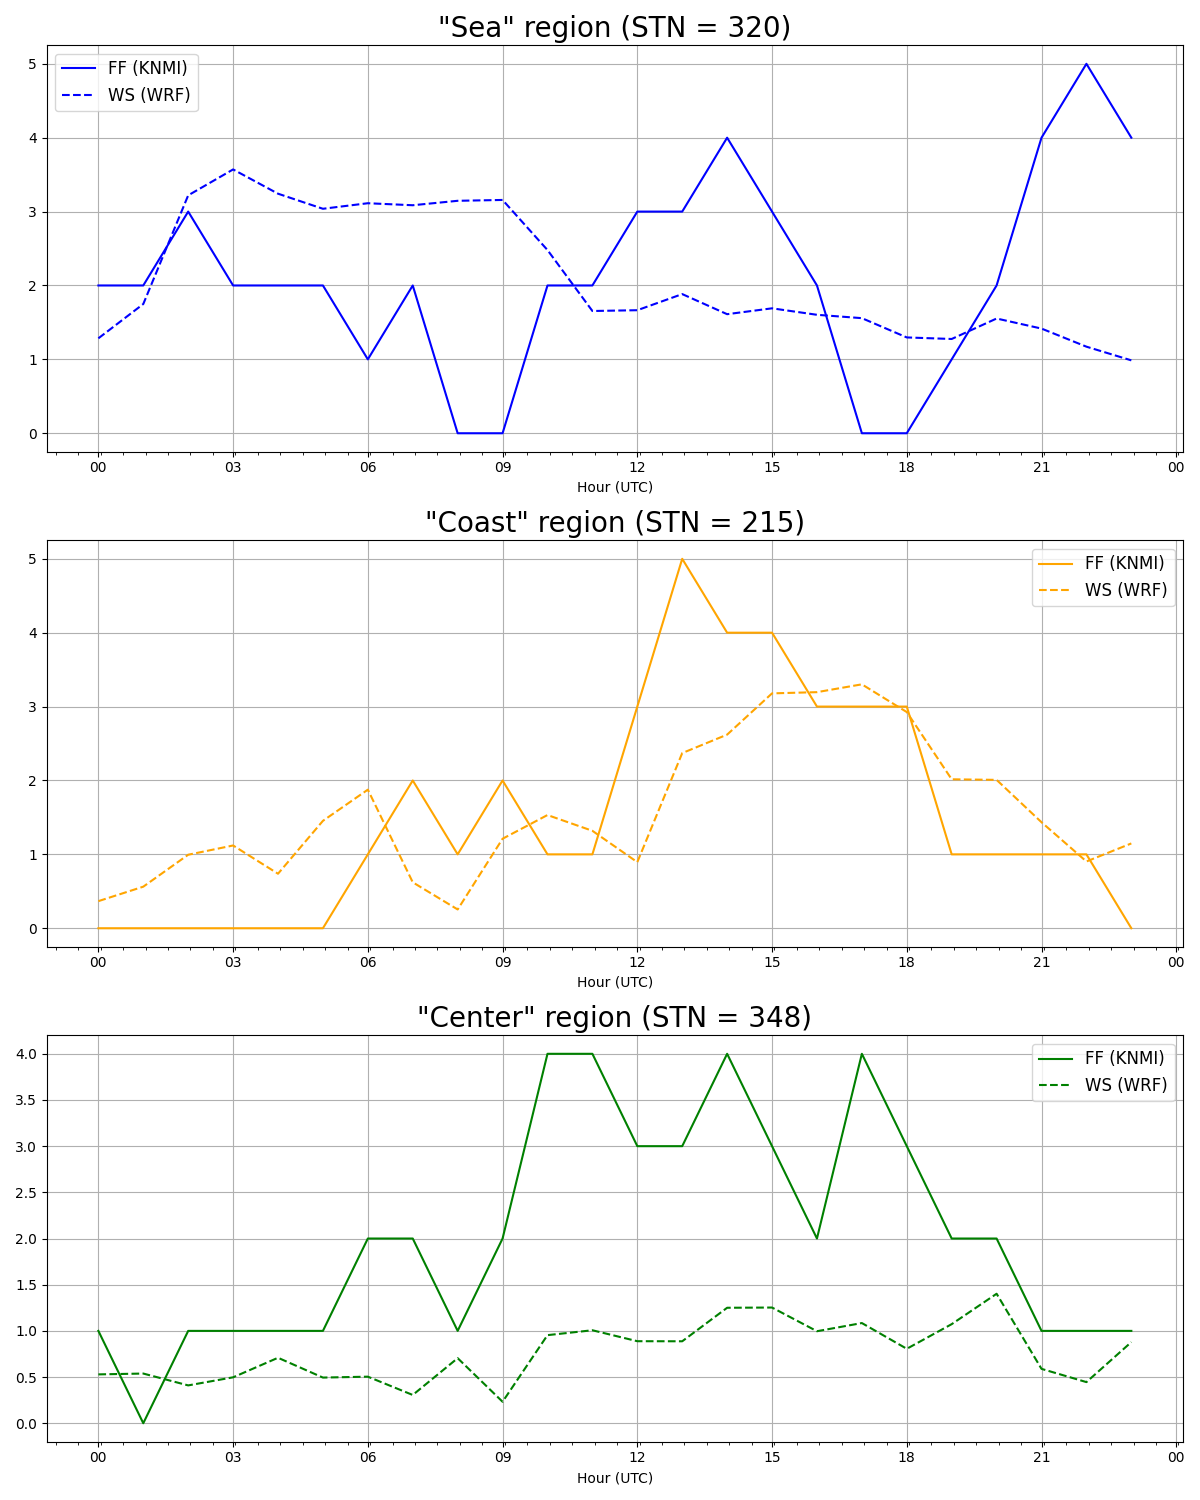 "Sea" region (STN = 320)
FF (KNMI)
WS (WRF)
5
4
3
2
1
0
00 03 06 09 12 15 18 21 00
Hour (UTC)
"Coast" region (STN = 215)
FF (KNMI)
WS (WRF)
5
4
3
2
1
0
00 03 06 09 12 15 18 21 00
Hour (UTC)
"Center" region (STN = 348)
FF (KNMI)
WS (WRF)
4.0
3.5
3.0
2.5
2.0
1.5
1.0
0.5
0.0
00 03 06 09 12 15 18 21 00
Hour (UTC)